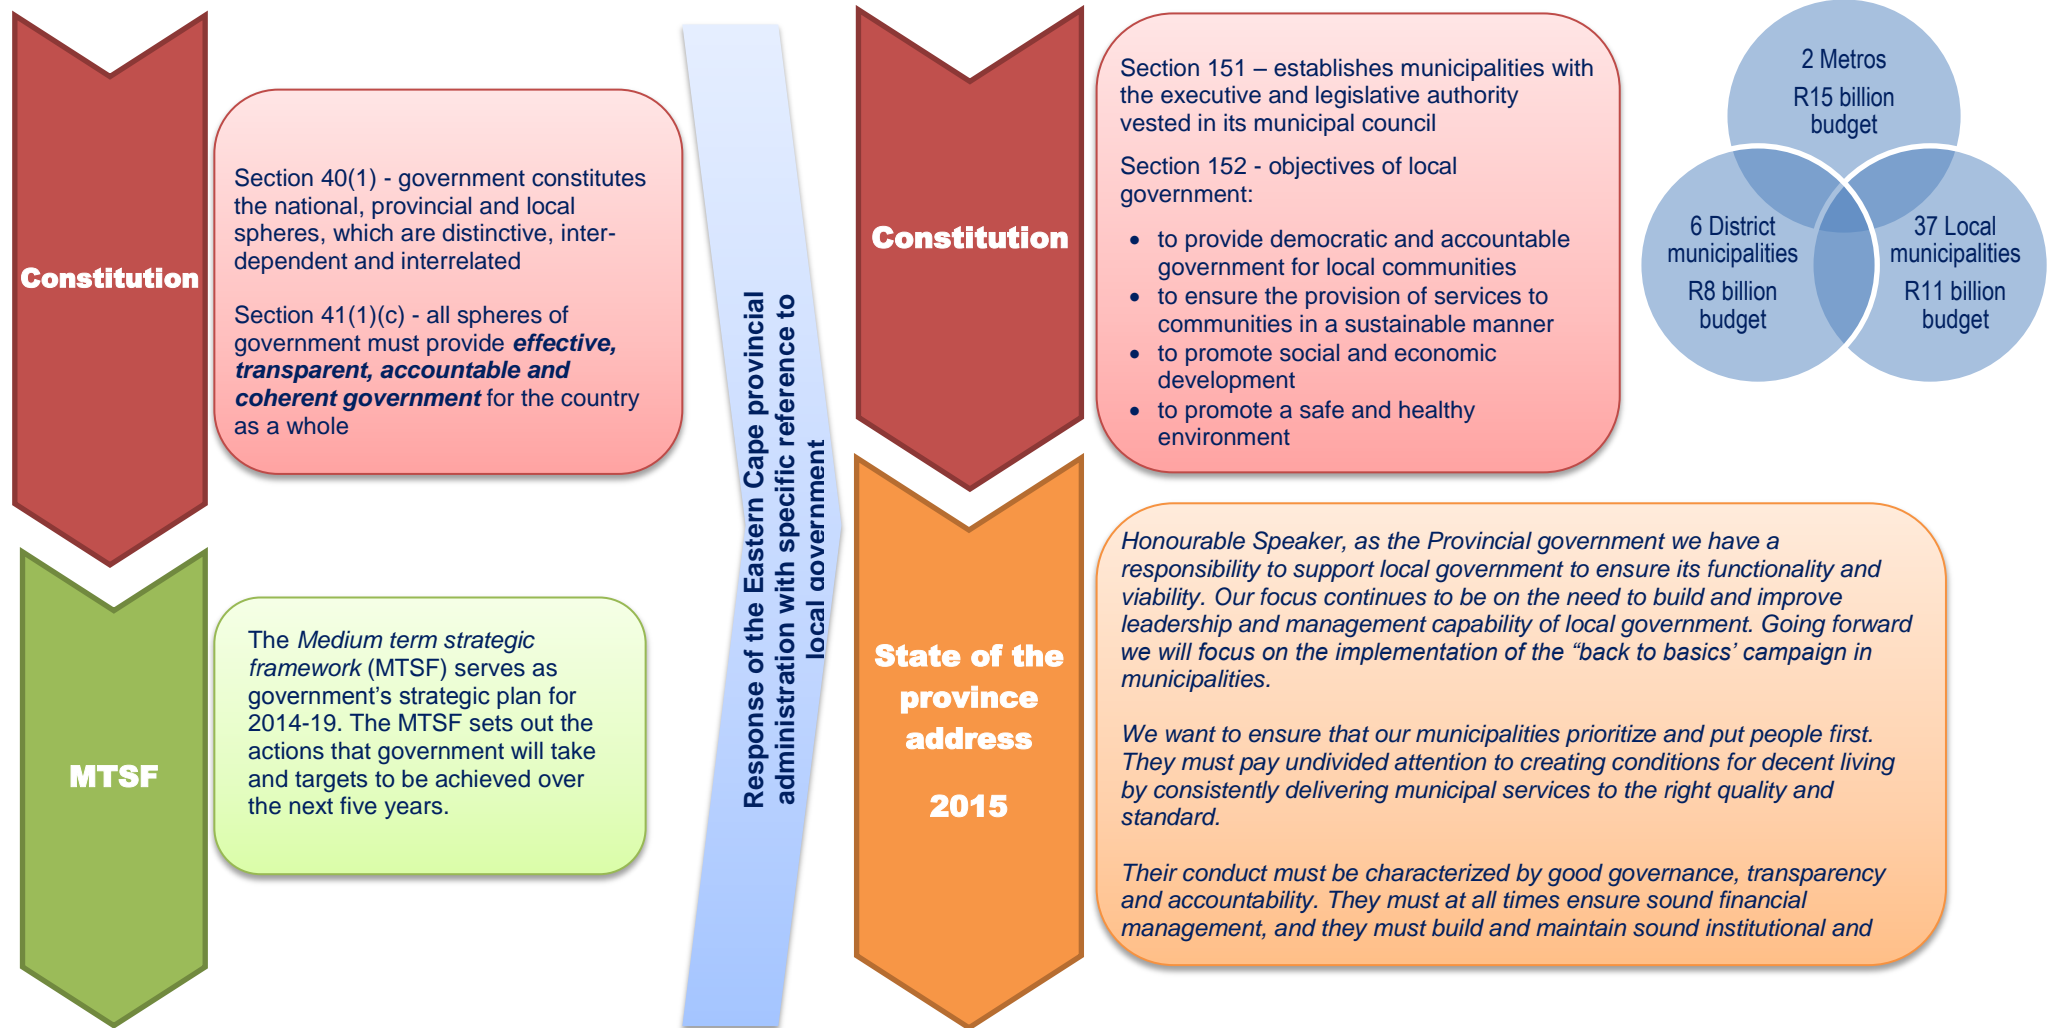 Constitution
Section 40(1) - government constitutes
the national, provincial and local
spheres, which are distinctive, inter-
dependent and interrelated
Section 41(1)(c) - all spheres of
government must provide effective,
transparent, accountable and
coherent government for the country
as a whole
MTSF
The Medium term strategic
framework (MTSF) serves as
government’s strategic plan for
2014-19. The MTSF sets out the
actions that government will take
and targets to be achieved over
the next five years.
Response of the Eastern Cape provincial
administration with specific reference to
local government
Constitution
Section 151 – establishes municipalities with
the executive and legislative authority
vested in its municipal council
Section 152 - objectives of local
government:
• to provide democratic and accountable
government for local communities
• to ensure the provision of services to
communities in a sustainable manner
• to promote social and economic
development
• to promote a safe and healthy
environment
2 Metros
R15 billion
budget
6 District
municipalities
R8 billion
budget
37 Local
municipalities
R11 billion
budget
State of the
province
address
2015
Honourable Speaker, as the Provincial government we have a
responsibility to support local government to ensure its functionality and
viability. Our focus continues to be on the need to build and improve
leadership and management capability of local government. Going forward
we will focus on the implementation of the “back to basics’ campaign in
municipalities.
We want to ensure that our municipalities prioritize and put people first.
They must pay undivided attention to creating conditions for decent living
by consistently delivering municipal services to the right quality and
standard.
Their conduct must be characterized by good governance, transparency
and accountability. They must at all times ensure sound financial
management, and they must build and maintain sound institutional and